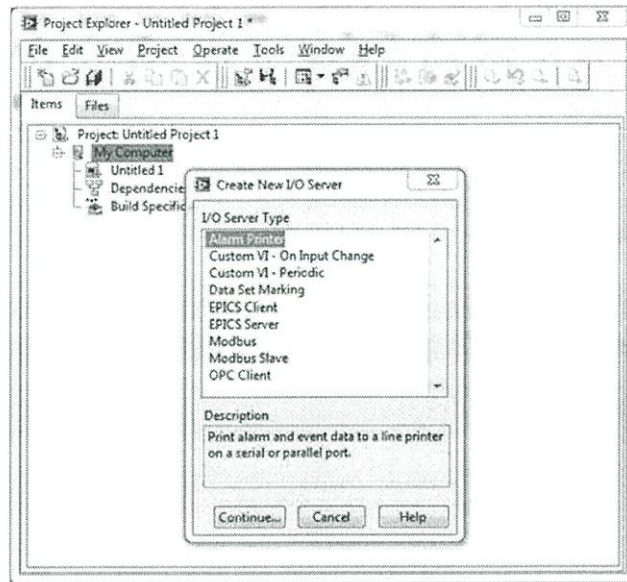 Project Explorer - Untitled Project 1 *
File Edit View Project Operate Tools Window Help
Items Files
Project: Untitled Project 1
My Computer
Untitled 1
Dependencie
Build Specific
Create New I/O Server
I/O Server Type
Alarm Printer
Custom VI - On Input Change
Custom VI - Periodic
Data Set Marking
EPICS Client
EPICS Server
Modbus
Modbus Slave
OPC Client
Description
Print alarm and event data to a line printer
on a serial or parallel port.
Continue... Cancel Help